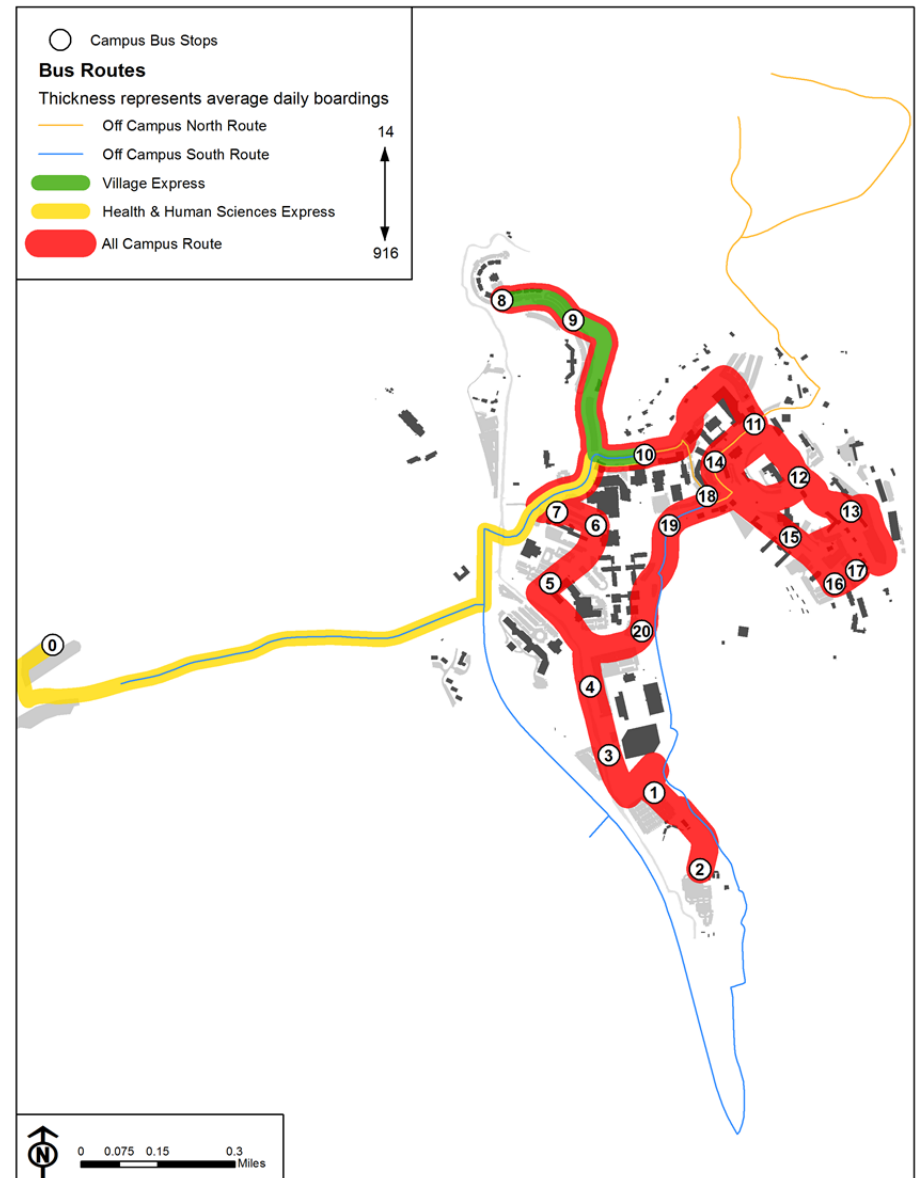 Campus Bus Stops
Bus Routes
Thickness represents average daily boardings
Off Campus North Route
14
Off Campus South Route
Village Express
Health & Human Sciences Express
All Campus Route
916
8
9
10
11
14
12
18
13
7
6
19
15
5
17
16
20
0
4
3
1
2
N
0 0.075 0.15 0.3
Miles